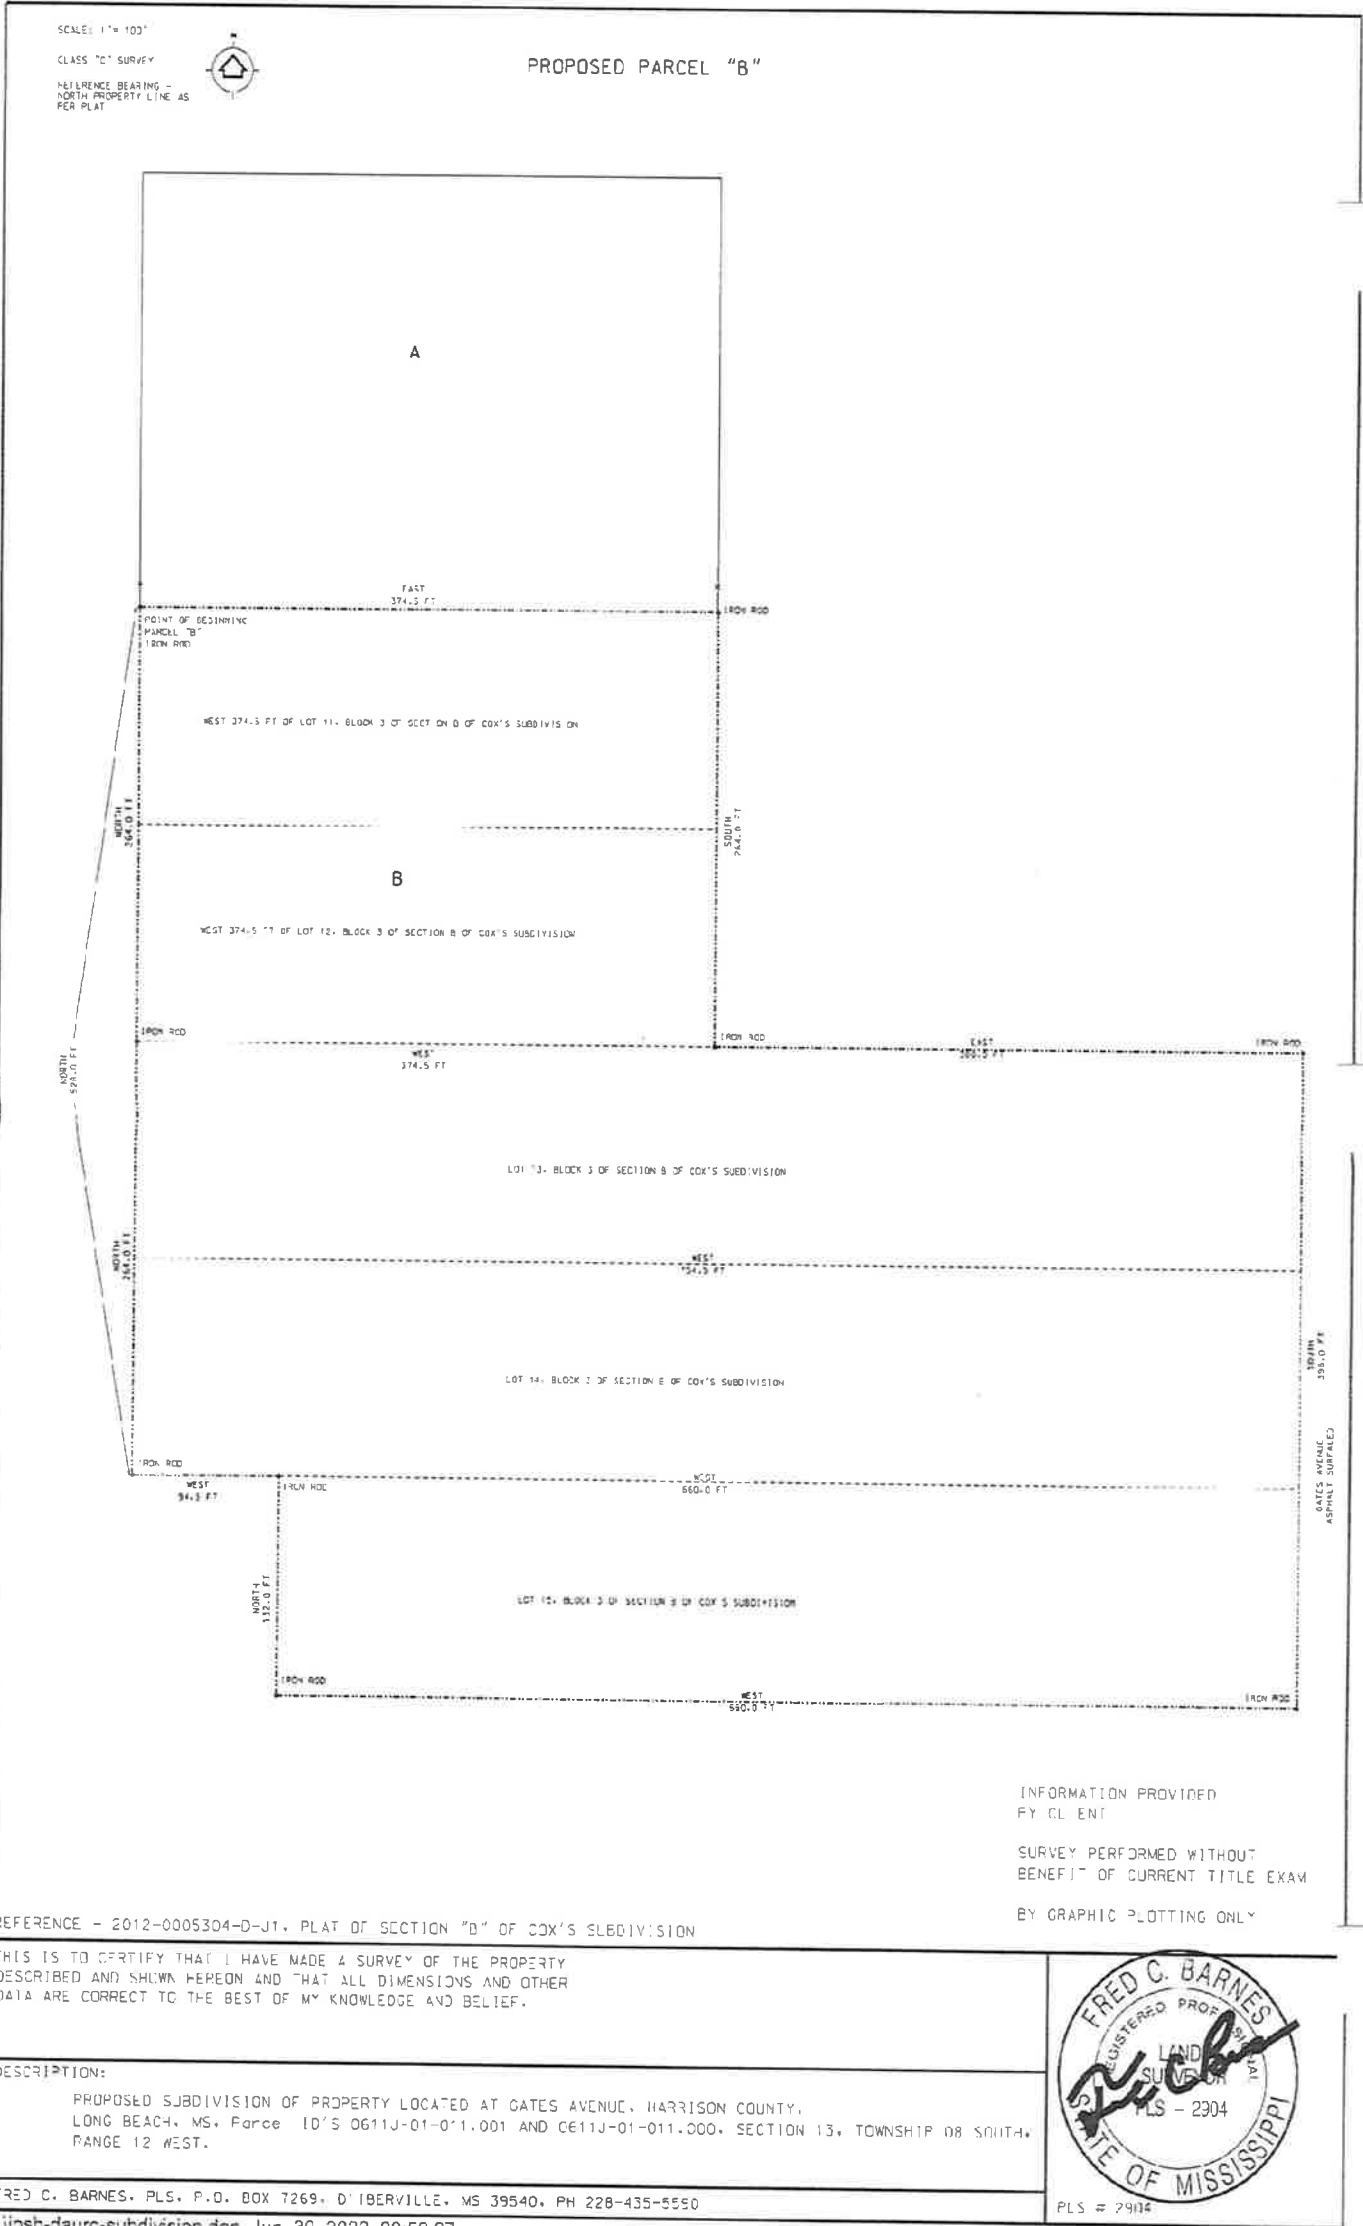 SCALE: 1"= 100'
CLASS "C" SURVEY
REFERENCE BEARING -
NORTH PROPERTY LINE AS
PER PLAT
PROPOSED PARCEL "B"
A
EAST
374.5 FT
IRON ROD
POINT OF BEGINNING
PARCEL "B"
IRON ROD
WEST 374.5 FT OF LOT 11, BLOCK 3 OF SECTION B OF COX'S SUBDIVISION
NORTH
264.0 FT
SOUTH
264.0 FT
B
WEST 374.5 FT OF LOT 12, BLOCK 3 OF SECTION B OF COX'S SUBDIVISION
IRON ROD
WEST
374.5 FT
IRON ROD
EAST
IRON ROD
NORTH
528.0 FT
LOT 13, BLOCK 3 OF SECTION B OF COX'S SUBDIVISION
NORTH
264.0 FT
WEST
754.5 FT
SOUTH
396.0 FT
LOT 14, BLOCK 3 OF SECTION B OF COX'S SUBDIVISION
GATES AVENUE
ASPHALT SURFACED
IRON ROD
WEST
94.5 FT
IRON ROD
WEST
660.0 FT
NORTH
132.0 FT
LOT 15, BLOCK 3 OF SECTION B OF COX'S SUBDIVISION
IRON ROD
WEST
660.0 FT
IRON ROD
INFORMATION PROVIDED
BY CLIENT
SURVEY PERFORMED WITHOUT
BENEFIT OF CURRENT TITLE EXAM
BY GRAPHIC PLOTTING ONLY
REFERENCE - 2012-0005304-D-J1, PLAT OF SECTION "B" OF COX'S SUBDIVISION
THIS IS TO CERTIFY THAT I HAVE MADE A SURVEY OF THE PROPERTY
DESCRIBED AND SHOWN HEREON AND THAT ALL DIMENSIONS AND OTHER
DATA ARE CORRECT TO THE BEST OF MY KNOWLEDGE AND BELIEF.
DESCRIPTION:
PROPOSED SUBDIVISION OF PROPERTY LOCATED AT GATES AVENUE, HARRISON COUNTY,
LONG BEACH, MS, Parcel ID'S 0611J-01-011.001 AND 0611J-01-011.000, SECTION 13, TOWNSHIP 08 SOUTH,
RANGE 12 WEST.
FRED C. BARNES, PLS, P.O. BOX 7269, D'IBERVILLE, MS 39540, PH 228-435-5590
FRED C. BARNES
REGISTERED PROFESSIONAL
LAND
SURVEYOR
PLS - 2904
STATE OF MISSISSIPPI
PLS # 2904